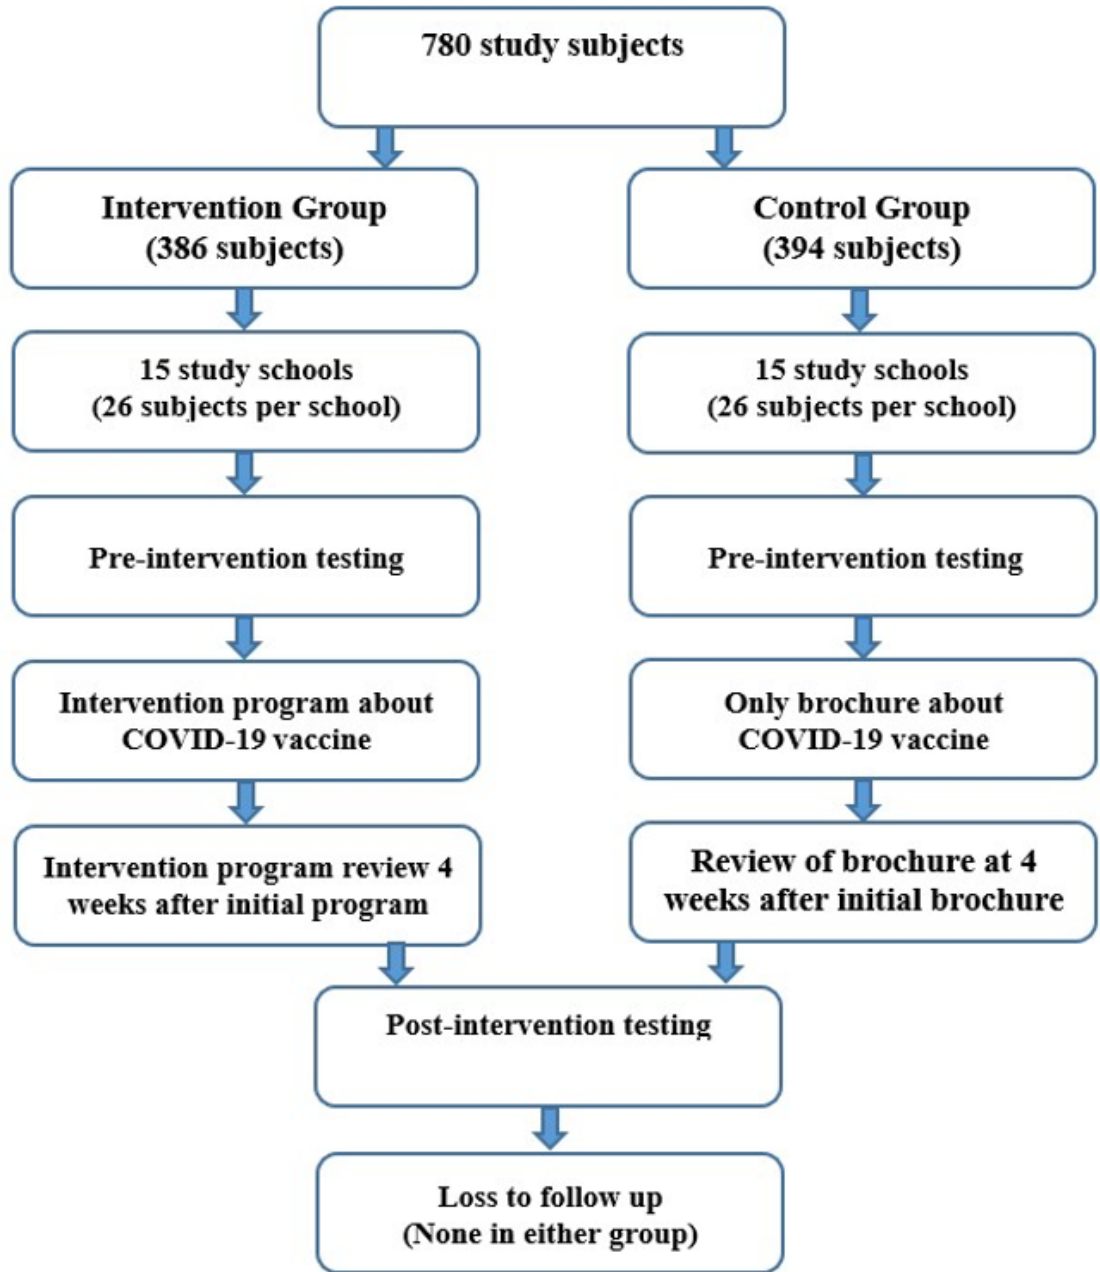 780 study subjects
Intervention Group
(386 subjects)
Control Group
(394 subjects)
15 study schools
(26 subjects per school)
15 study schools
(26 subjects per school)
Pre-intervention testing
Pre-intervention testing
Intervention program about
COVID-19 vaccine
Only brochure about
COVID-19 vaccine
Intervention program review 4
weeks after initial program
Review of brochure at 4
weeks after initial brochure
Post-intervention testing
Loss to follow up
(None in either group)